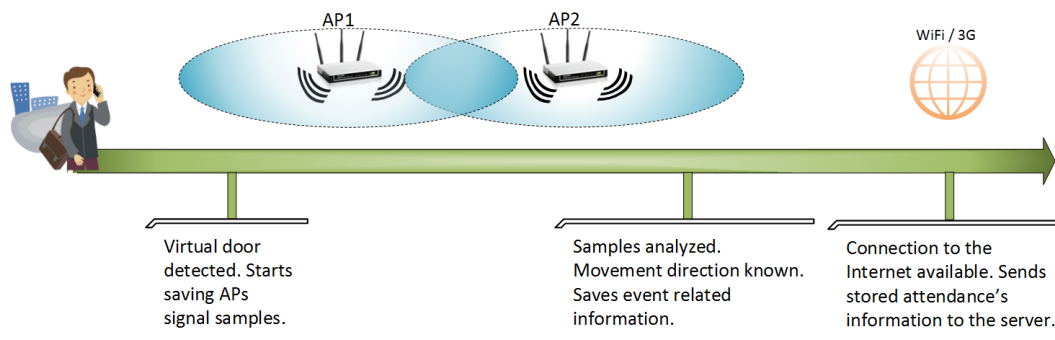 AP1
AP2
WiFi / 3G
Virtual door
detected. Starts
saving APs
signal samples.
Samples analyzed.
Movement direction known.
Saves event related
information.
Connection to the
Internet available. Sends
stored attendance's
information to the server.